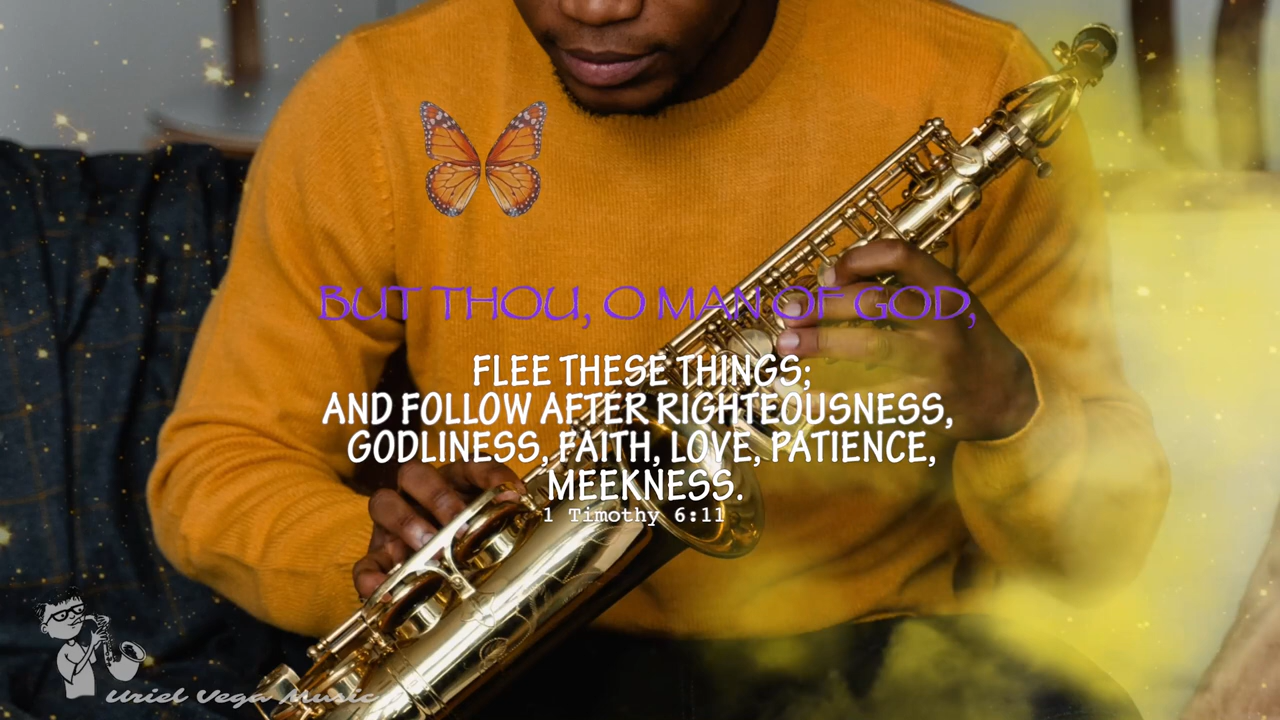 BUT THOU, O MAN OF GOD,
FLEE THESE THINGS;
AND FOLLOW AFTER RIGHTEOUSNESS,
GODLINESS, FAITH, LOVE, PATIENCE,
MEEKNESS.
1 Timothy 6:11
Uriel Vega Music